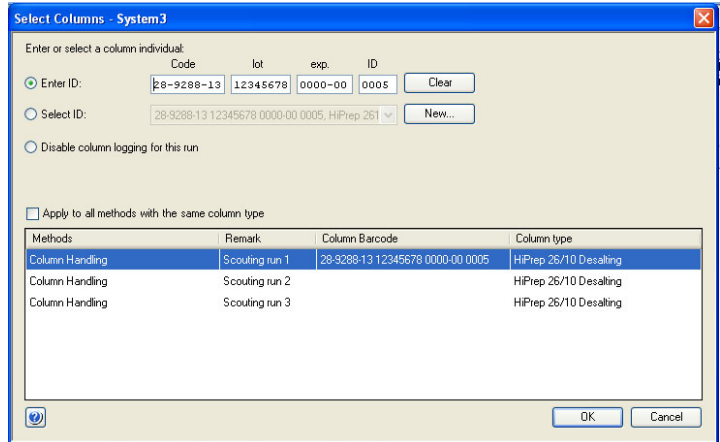 Select Columns - System3
Enter or select a column individual:
Code lot exp. ID
Enter ID: 28-9288-13 12345678 0000-00 0005 Clear
Select ID: 28-9288-13 12345678 0000-00 0005, HiPrep 261 New...
Disable column logging for this run
Apply to all methods with the same column type
Methods Remark Column Barcode Column type
Column Handling Scouting run 1 28-9288-13 12345678 0000-00 0005 HiPrep 26/10 Desalting
Column Handling Scouting run 2 HiPrep 26/10 Desalting
Column Handling Scouting run 3 HiPrep 26/10 Desalting
? OK Cancel